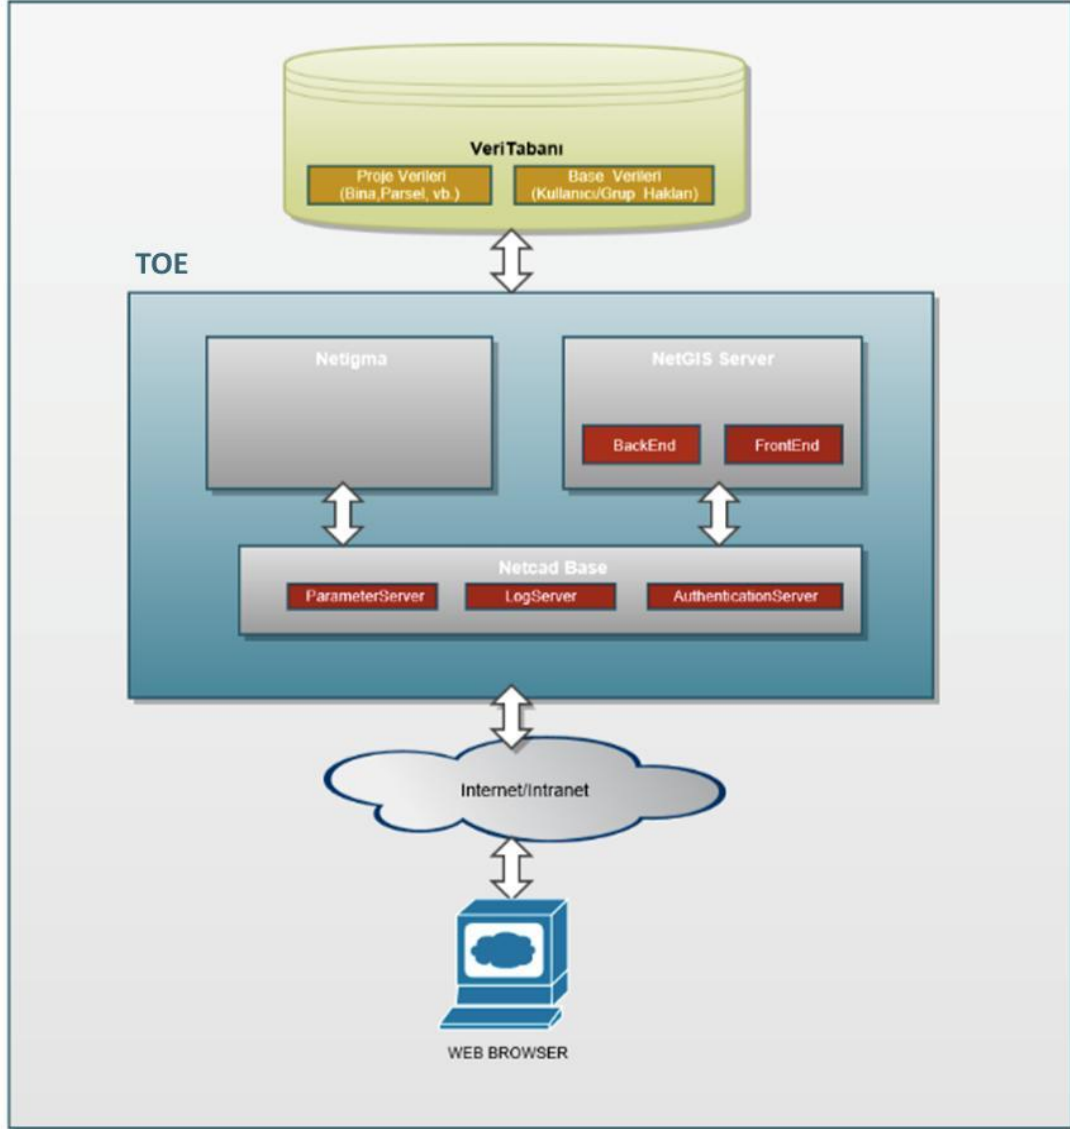 VeriTabanı
Proje Verileri
(Bina,Parsel, vb.)
Base Verileri
(Kullanıcı/Grup Hakları)
TOE
Netigma
NetGIS Server
BackEnd
FrontEnd
Netcad Base
ParameterServer
LogServer
AuthenticationServer
Internet/Intranet
WEB BROWSER